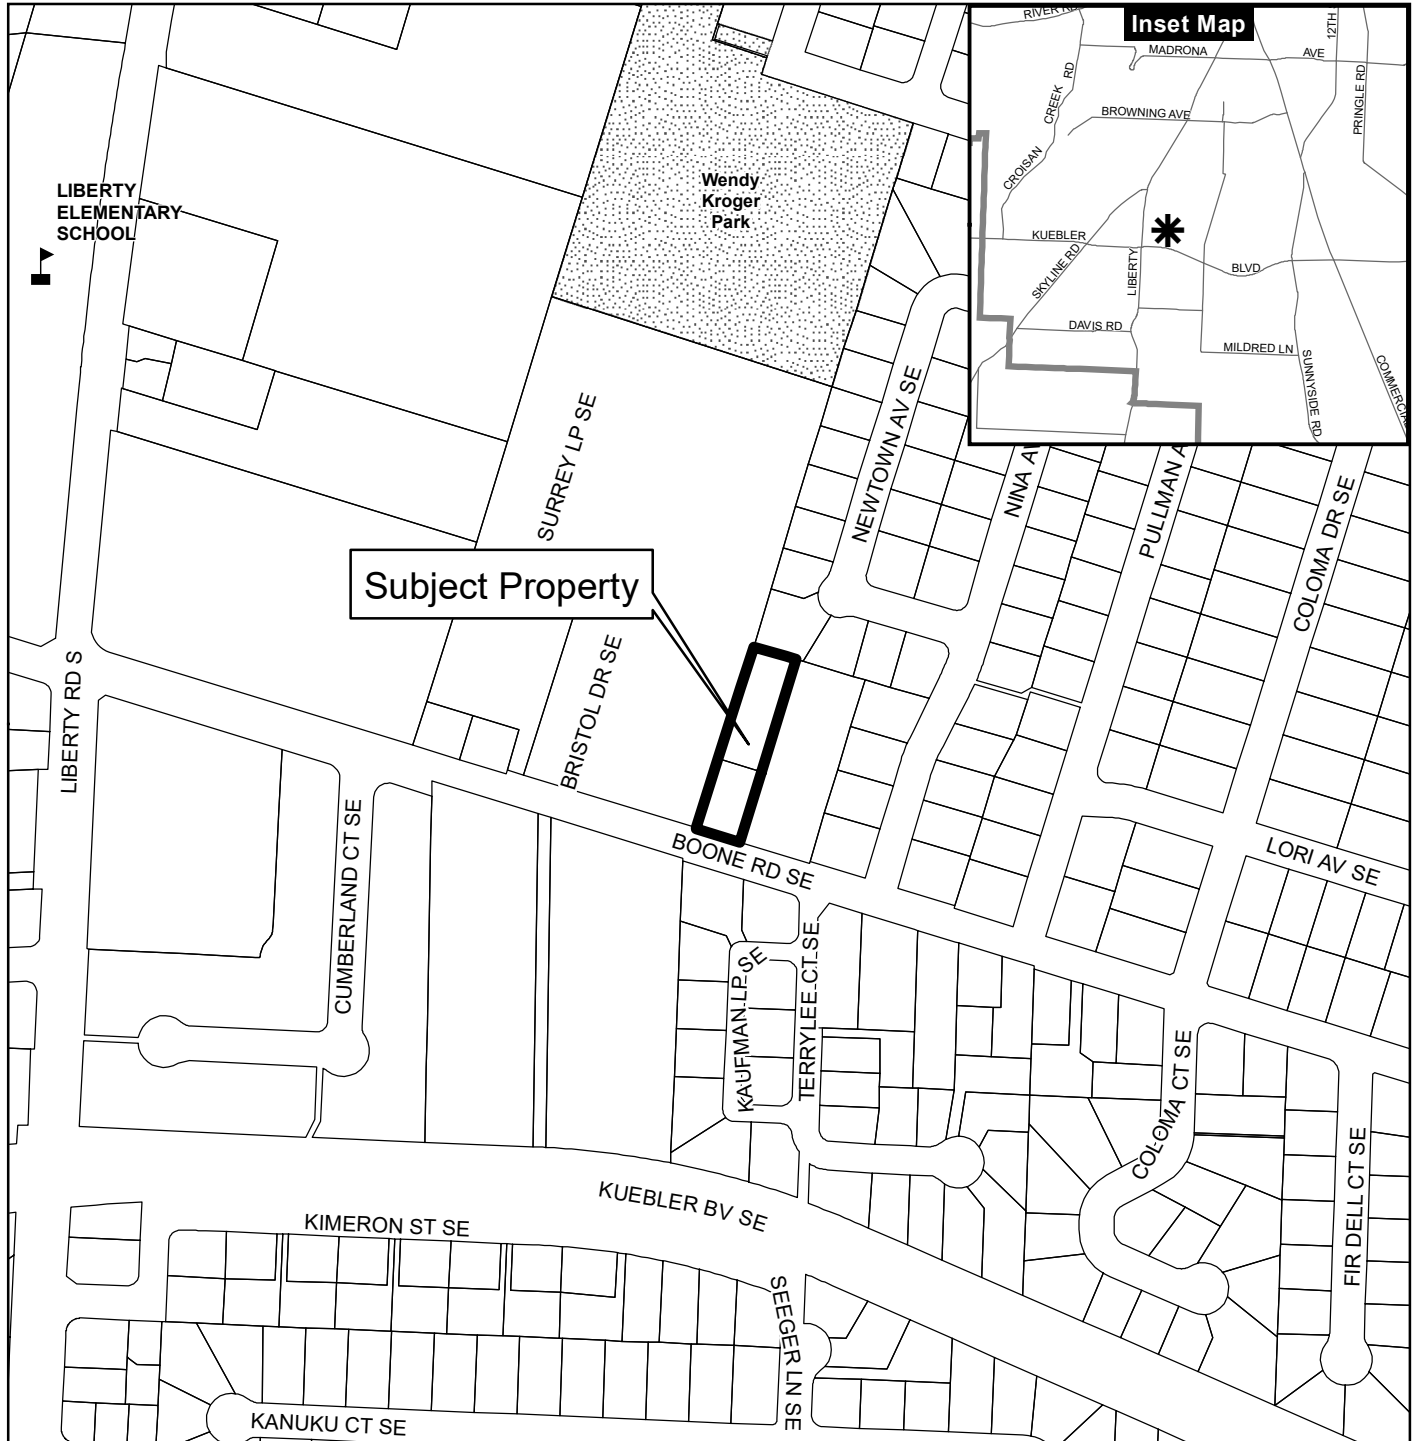 Inset Map
RIVER RD
MADRONA
AVE
12TH
PRINGLE RD
CROISAN
CREEK
RD
BROWNING AVE
KUEBLER
BLVD
SKYLINE RD
LIBERTY
DAVIS RD
MILDRED LN
SUNNYSIDE RD
COMMERCIAL
LIBERTY
ELEMENTARY
SCHOOL
Wendy
Kroger
Park
SURREY LP SE
NEWTOWN AV SE
NINA AV
PULLMAN A
COLOMA DR SE
Subject Property
LIBERTY RD S
BRISTOL DR SE
BOONE RD SE
LORI AV SE
CUMBERLAND CT SE
KAUFMAN LP SE
TERRYLEE CT SE
COLOMA CT SE
FIR DELL CT SE
KUEBLER BV SE
KIMERON ST SE
SEEGER LN SE
KANUKU CT SE